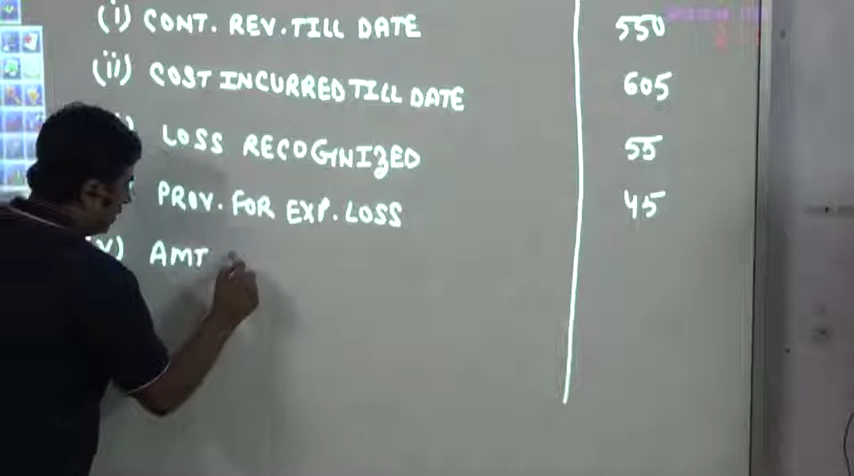 (i) CONT. REV. TILL DATE 550
(ii) COST INCURRED TILL DATE 605
LOSS RECOGNIZED 55
PROV. FOR EXP. LOSS 45
V) AMT